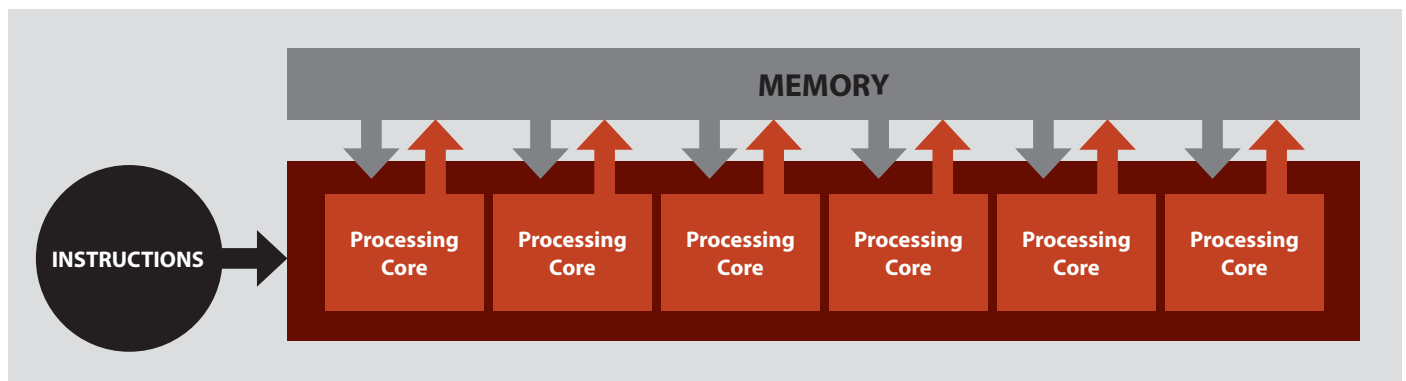 MEMORY
INSTRUCTIONS
Processing
Core
Processing
Core
Processing
Core
Processing
Core
Processing
Core
Processing
Core